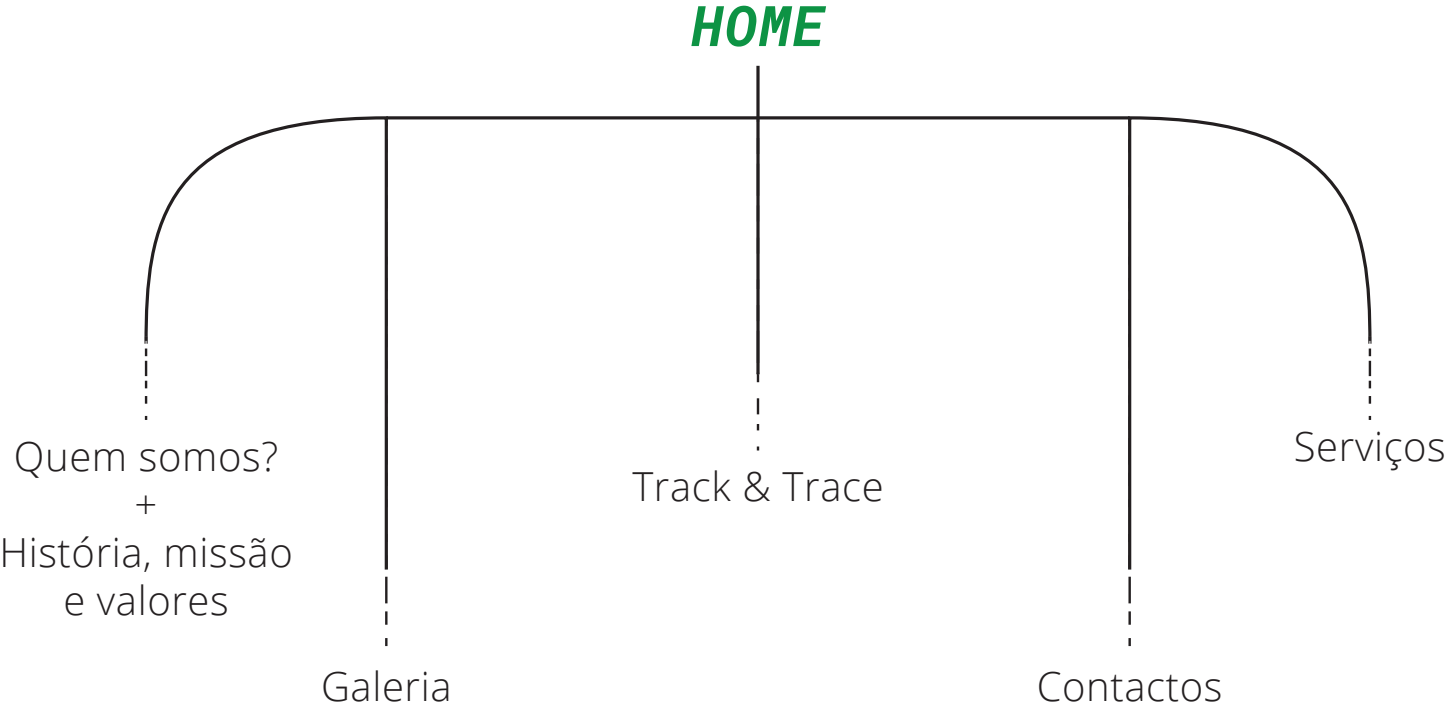 HOME
Quem somos?
+
História, missão
e valores
Galeria
Track & Trace
Contactos
Serviços